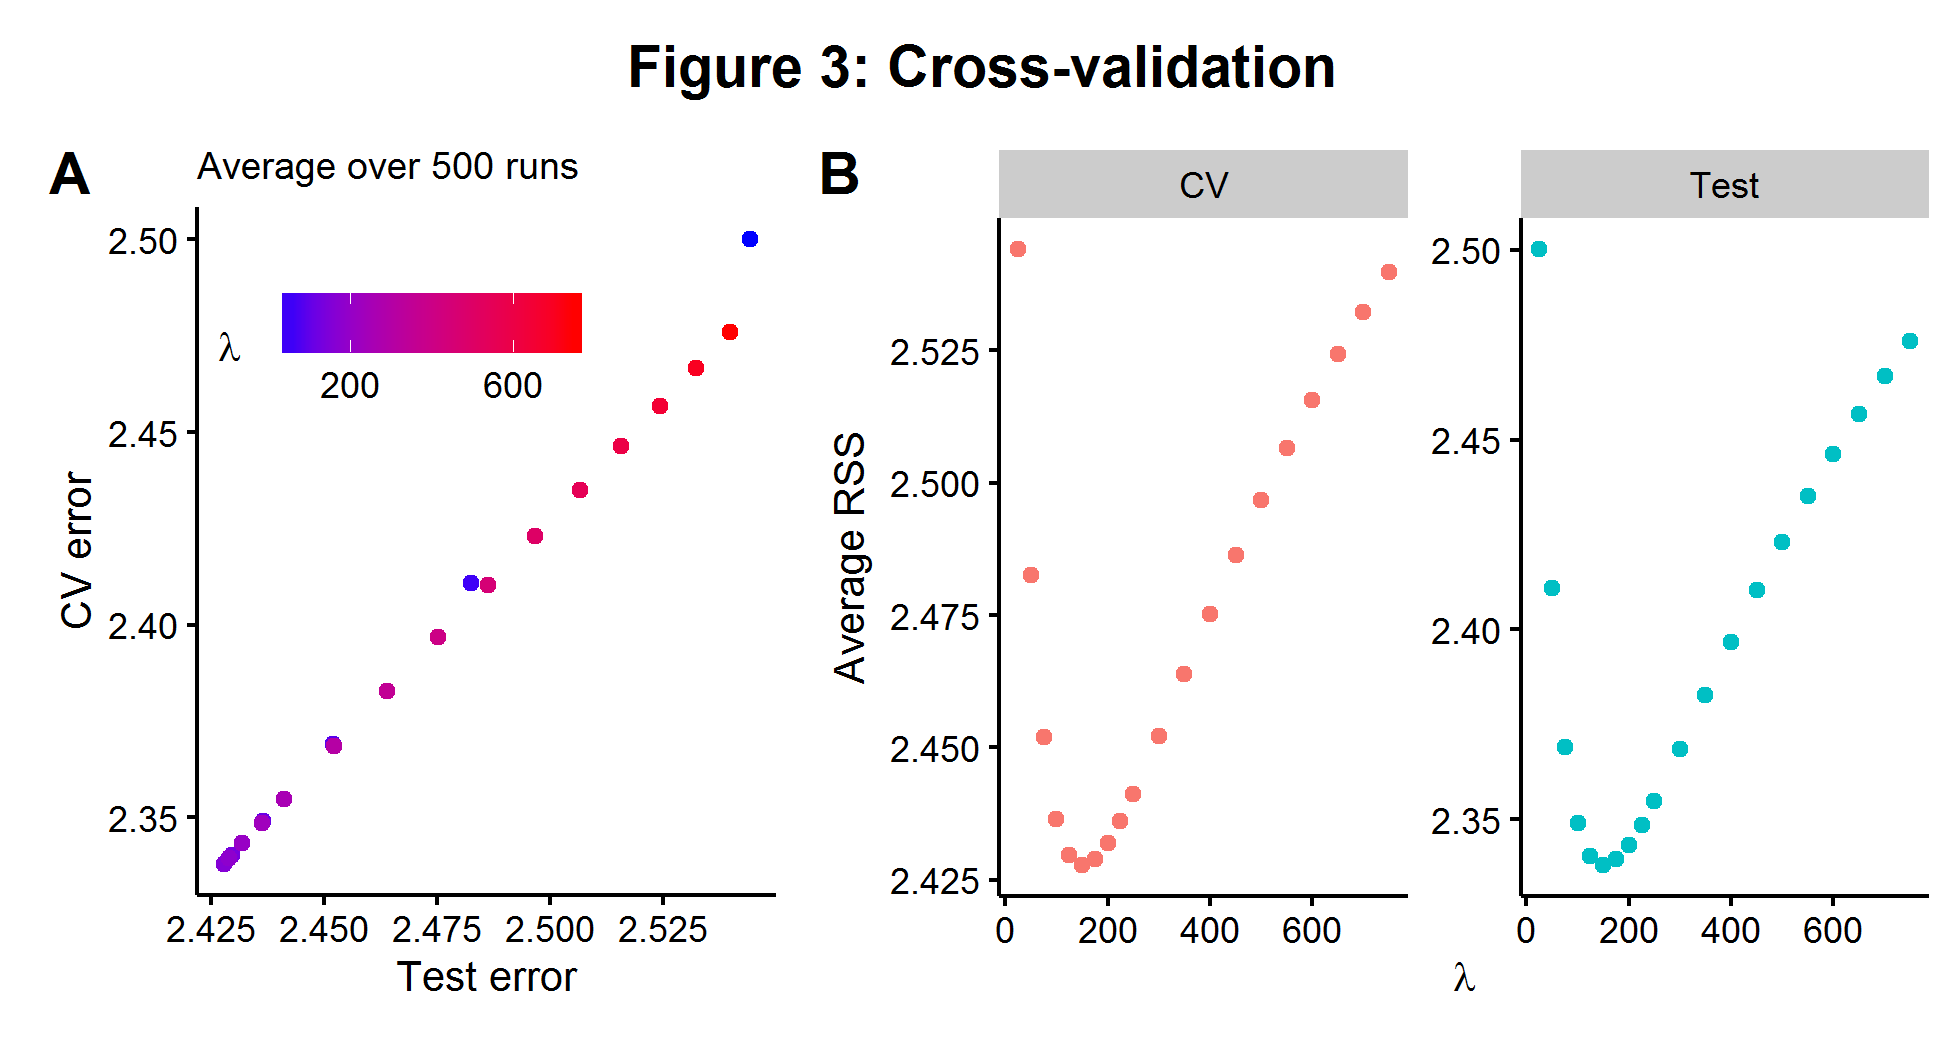 Figure 3: Cross-validation
A
Average over 500 runs
CV error
2.50
2.45
2.40
2.35
λ
200 600
2.425 2.450 2.475 2.500 2.525
Test error
B
CV
Test
Average RSS
2.525
2.500
2.475
2.450
2.425
0 200 400 600
2.50
2.45
2.40
2.35
0 200 400 600
λ